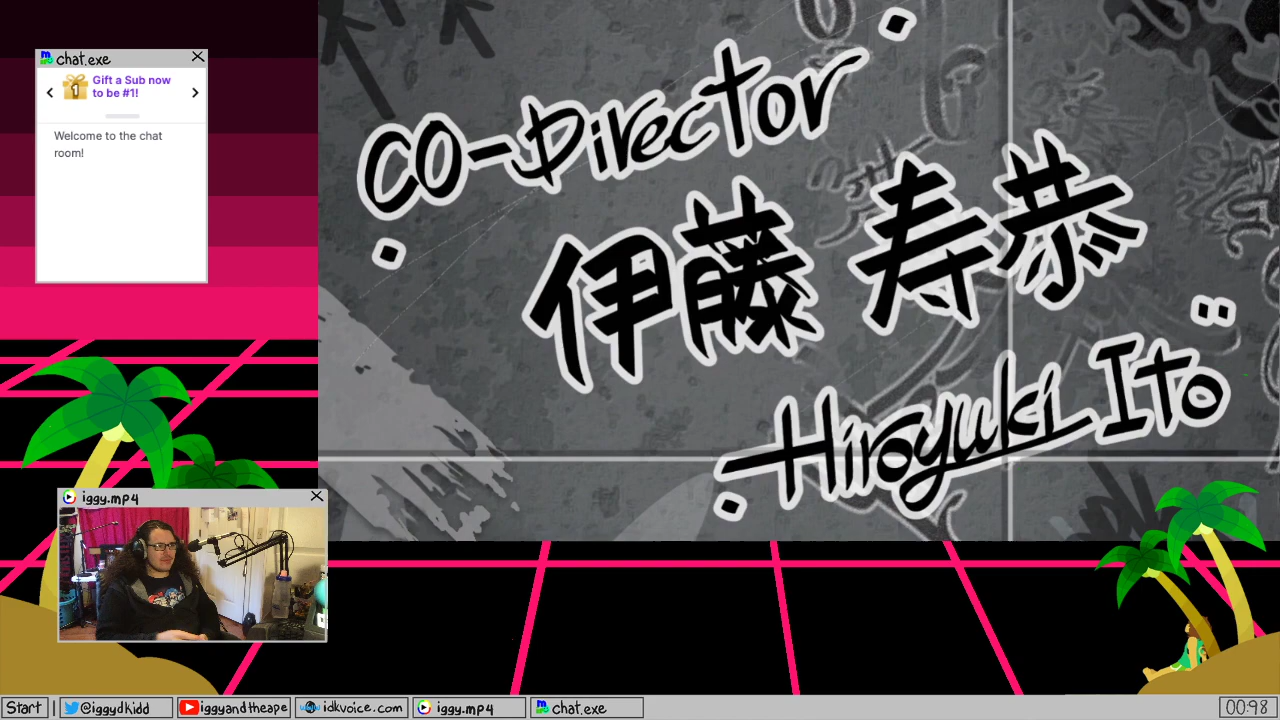 chat.exe
1
Gift a Sub now
to be #1!
Welcome to the chat
room!
CO-Director
伊藤 寿恭
Hiroyuki Ito
iggy.mp4
Start
@iggydkidd
iggyandtheape
idkvoice.com
iggy.mp4
chat.exe
00:98